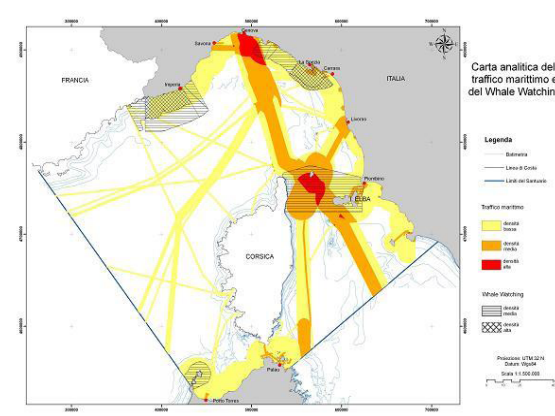 Carta analitica del
traffico marittimo e
del Whale Watchin
Genova
Savona
La Spezia
Carrara
FRANCIA
ITALIA
Imperia
Livorno
Piombino
I. ELBA
CORSICA
Palau
Porto Torres
Legenda
Batimetria
Linea di Costa
Limiti del Santuario
Traffico marittimo
densità
bassa
densità
media
densità
alta
Whale Watching
densità
media
densità
alta
Proiezione: UTM 32 N
Datum: Wgs84
Scala 1:1.500.000